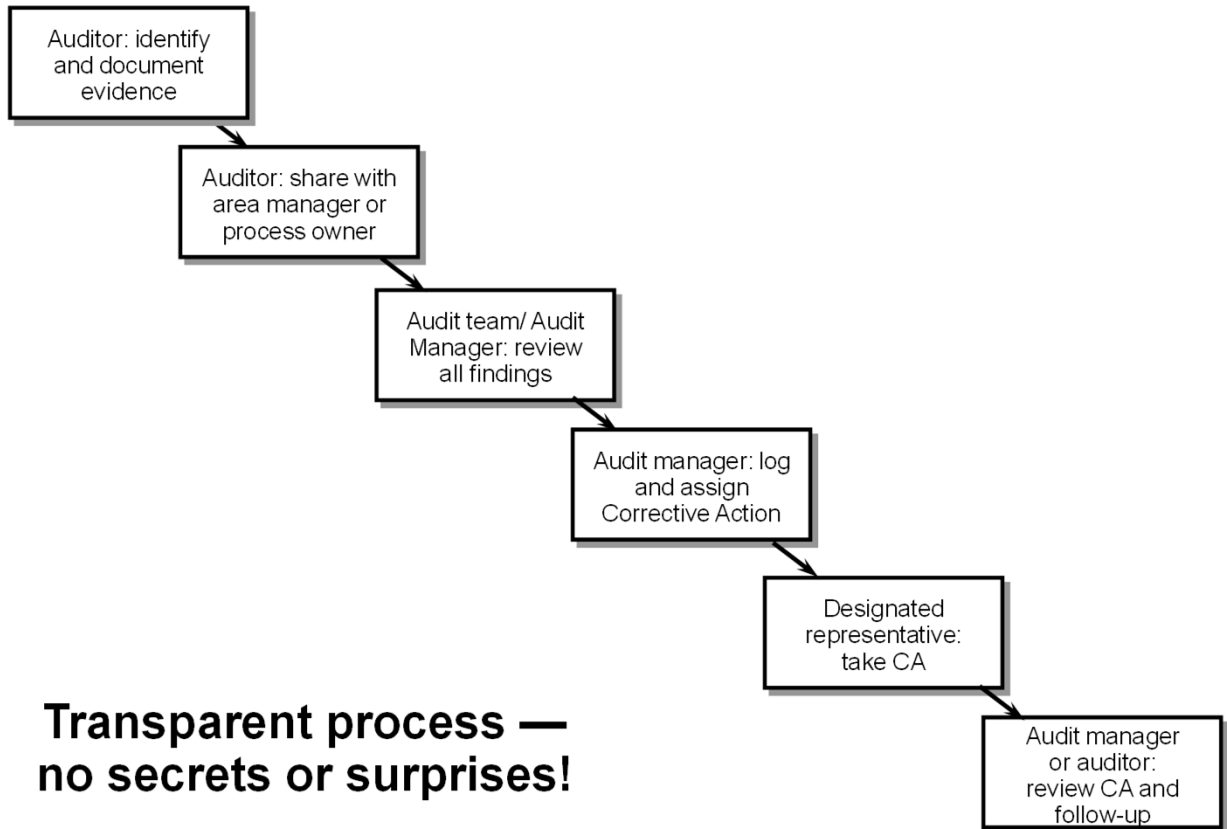 Auditor: identify
and document
evidence
Auditor: share with
area manager or
process owner
Audit team/ Audit
Manager: review
all findings
Audit manager: log
and assign
Corrective Action
Designated
representative:
take CA
Audit manager
or auditor:
review CA and
follow-up
Transparent process —
no secrets or surprises!